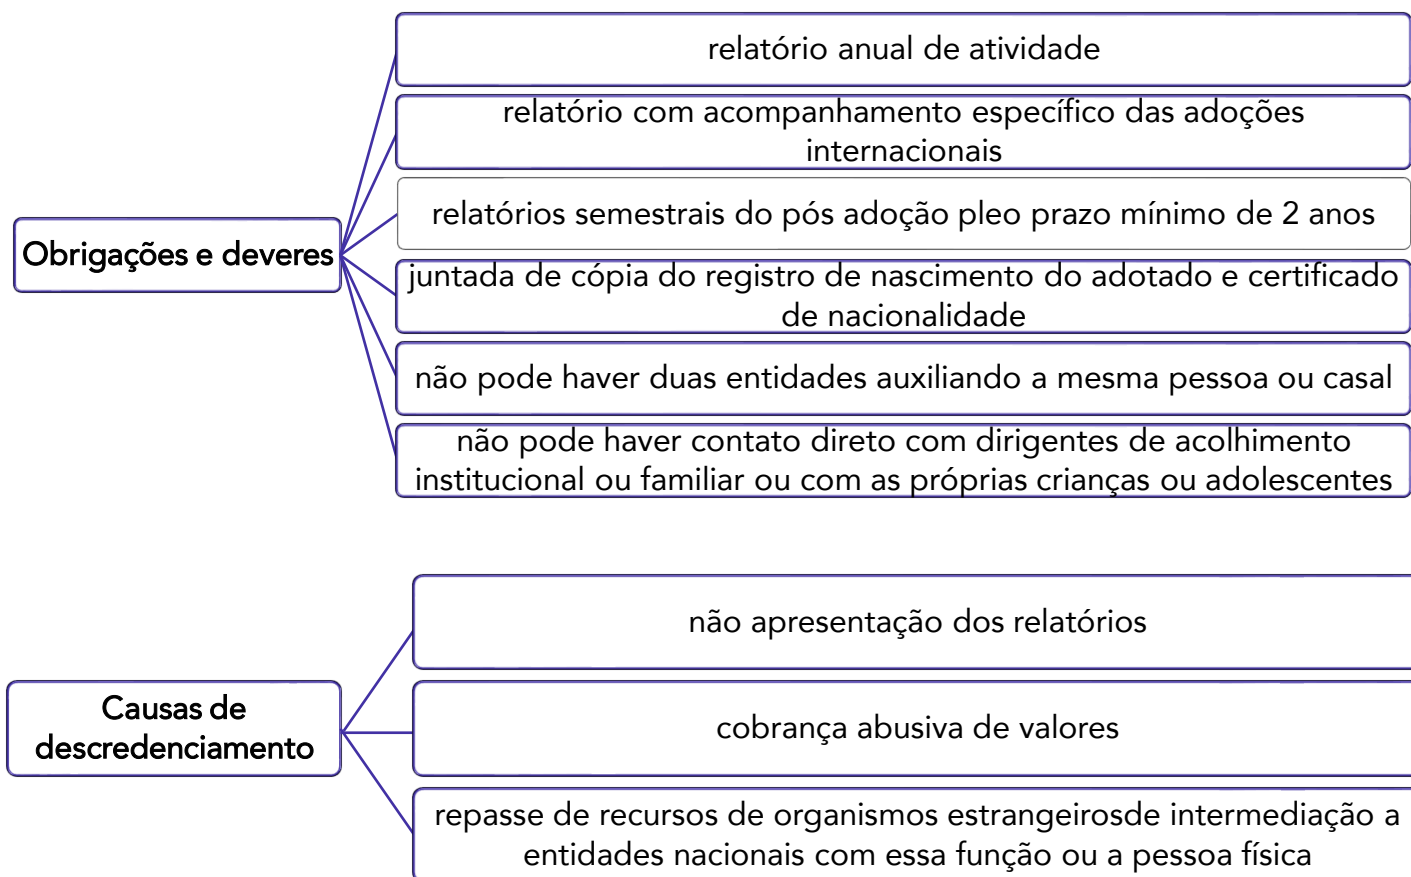 relatório anual de atividade
relatório com acompanhamento específico das adoções
internacionais
relatórios semestrais do pós adoção pleo prazo mínimo de 2 anos
Obrigações e deveres
juntada de cópia do registro de nascimento do adotado e certificado
de nacionalidade
não pode haver duas entidades auxiliando a mesma pessoa ou casal
não pode haver contato direto com dirigentes de acolhimento
institucional ou familiar ou com as próprias crianças ou adolescentes
não apresentação dos relatórios
Causas de
descredenciamento
cobrança abusiva de valores
repasse de recursos de organismos estrangeirosde intermediação a
entidades nacionais com essa função ou a pessoa física